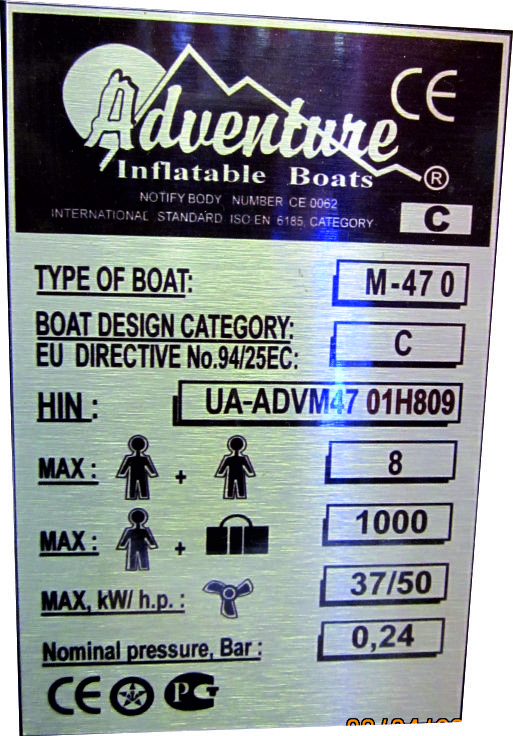 CE
Adventure
Inflatable Boats ®
NOTIFY BODY NUMBER CE 0062
INTERNATIONAL STANDARD ISO EN 6185, CATEGORY C
TYPE OF BOAT: M-47 0
BOAT DESIGN CATEGORY:
EU DIRECTIVE No.94/25EC: C
HIN : UA-ADVM47 01H809
MAX : + 8
MAX : + 1000
MAX, kW/ h.p. : 37/50
Nominal pressure, Bar : 0,24
CE РСТ